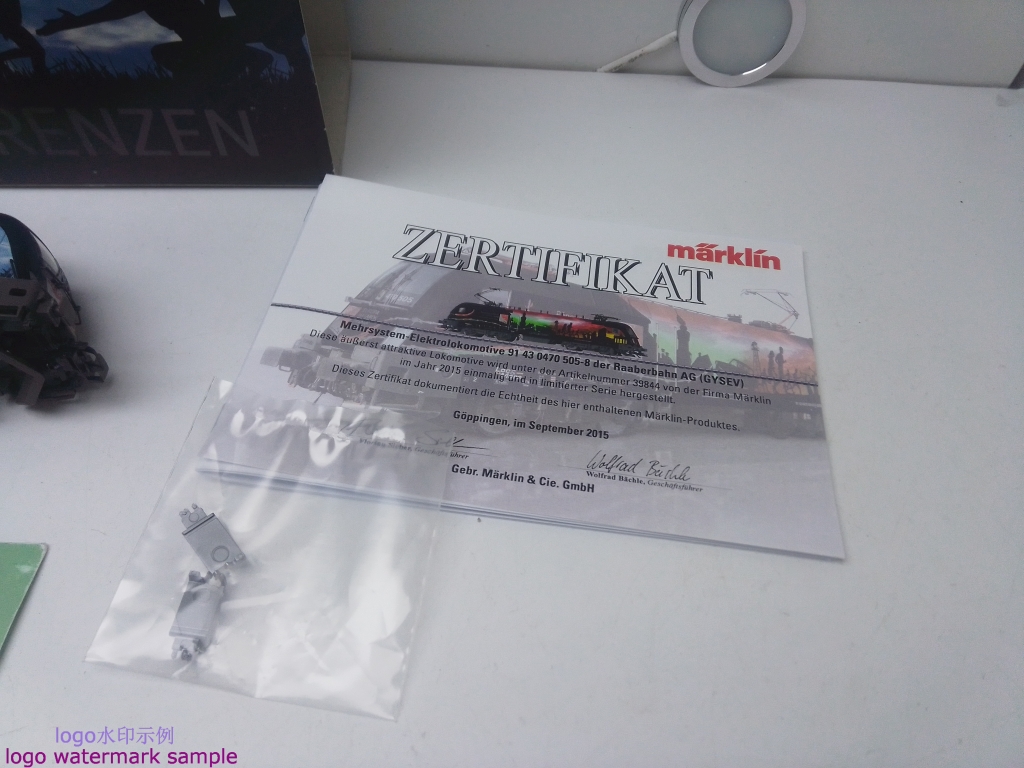 RENZEN
ZERTIFIKAT
märklin
Mehrsystem-Elektrolokomotive 91 43 0470 505-8 der Raaberbahn AG (GYSEV)
Diese äußerst attraktive Lokomotive wird unter der Artikelnummer 39844 von der Firma Märklin
im Jahr 2015 einmalig und in limitierter Serie hergestellt.
Dieses Zertifikat dokumentiert die Echtheit des hier enthaltenen Märklin-Produktes.
Göppingen, im September 2015
Wolfrad Bächle
Wolfrad Bächle, Geschäftsführer
Gebr. Märklin & Cie. GmbH
logo水印示例
logo watermark sample